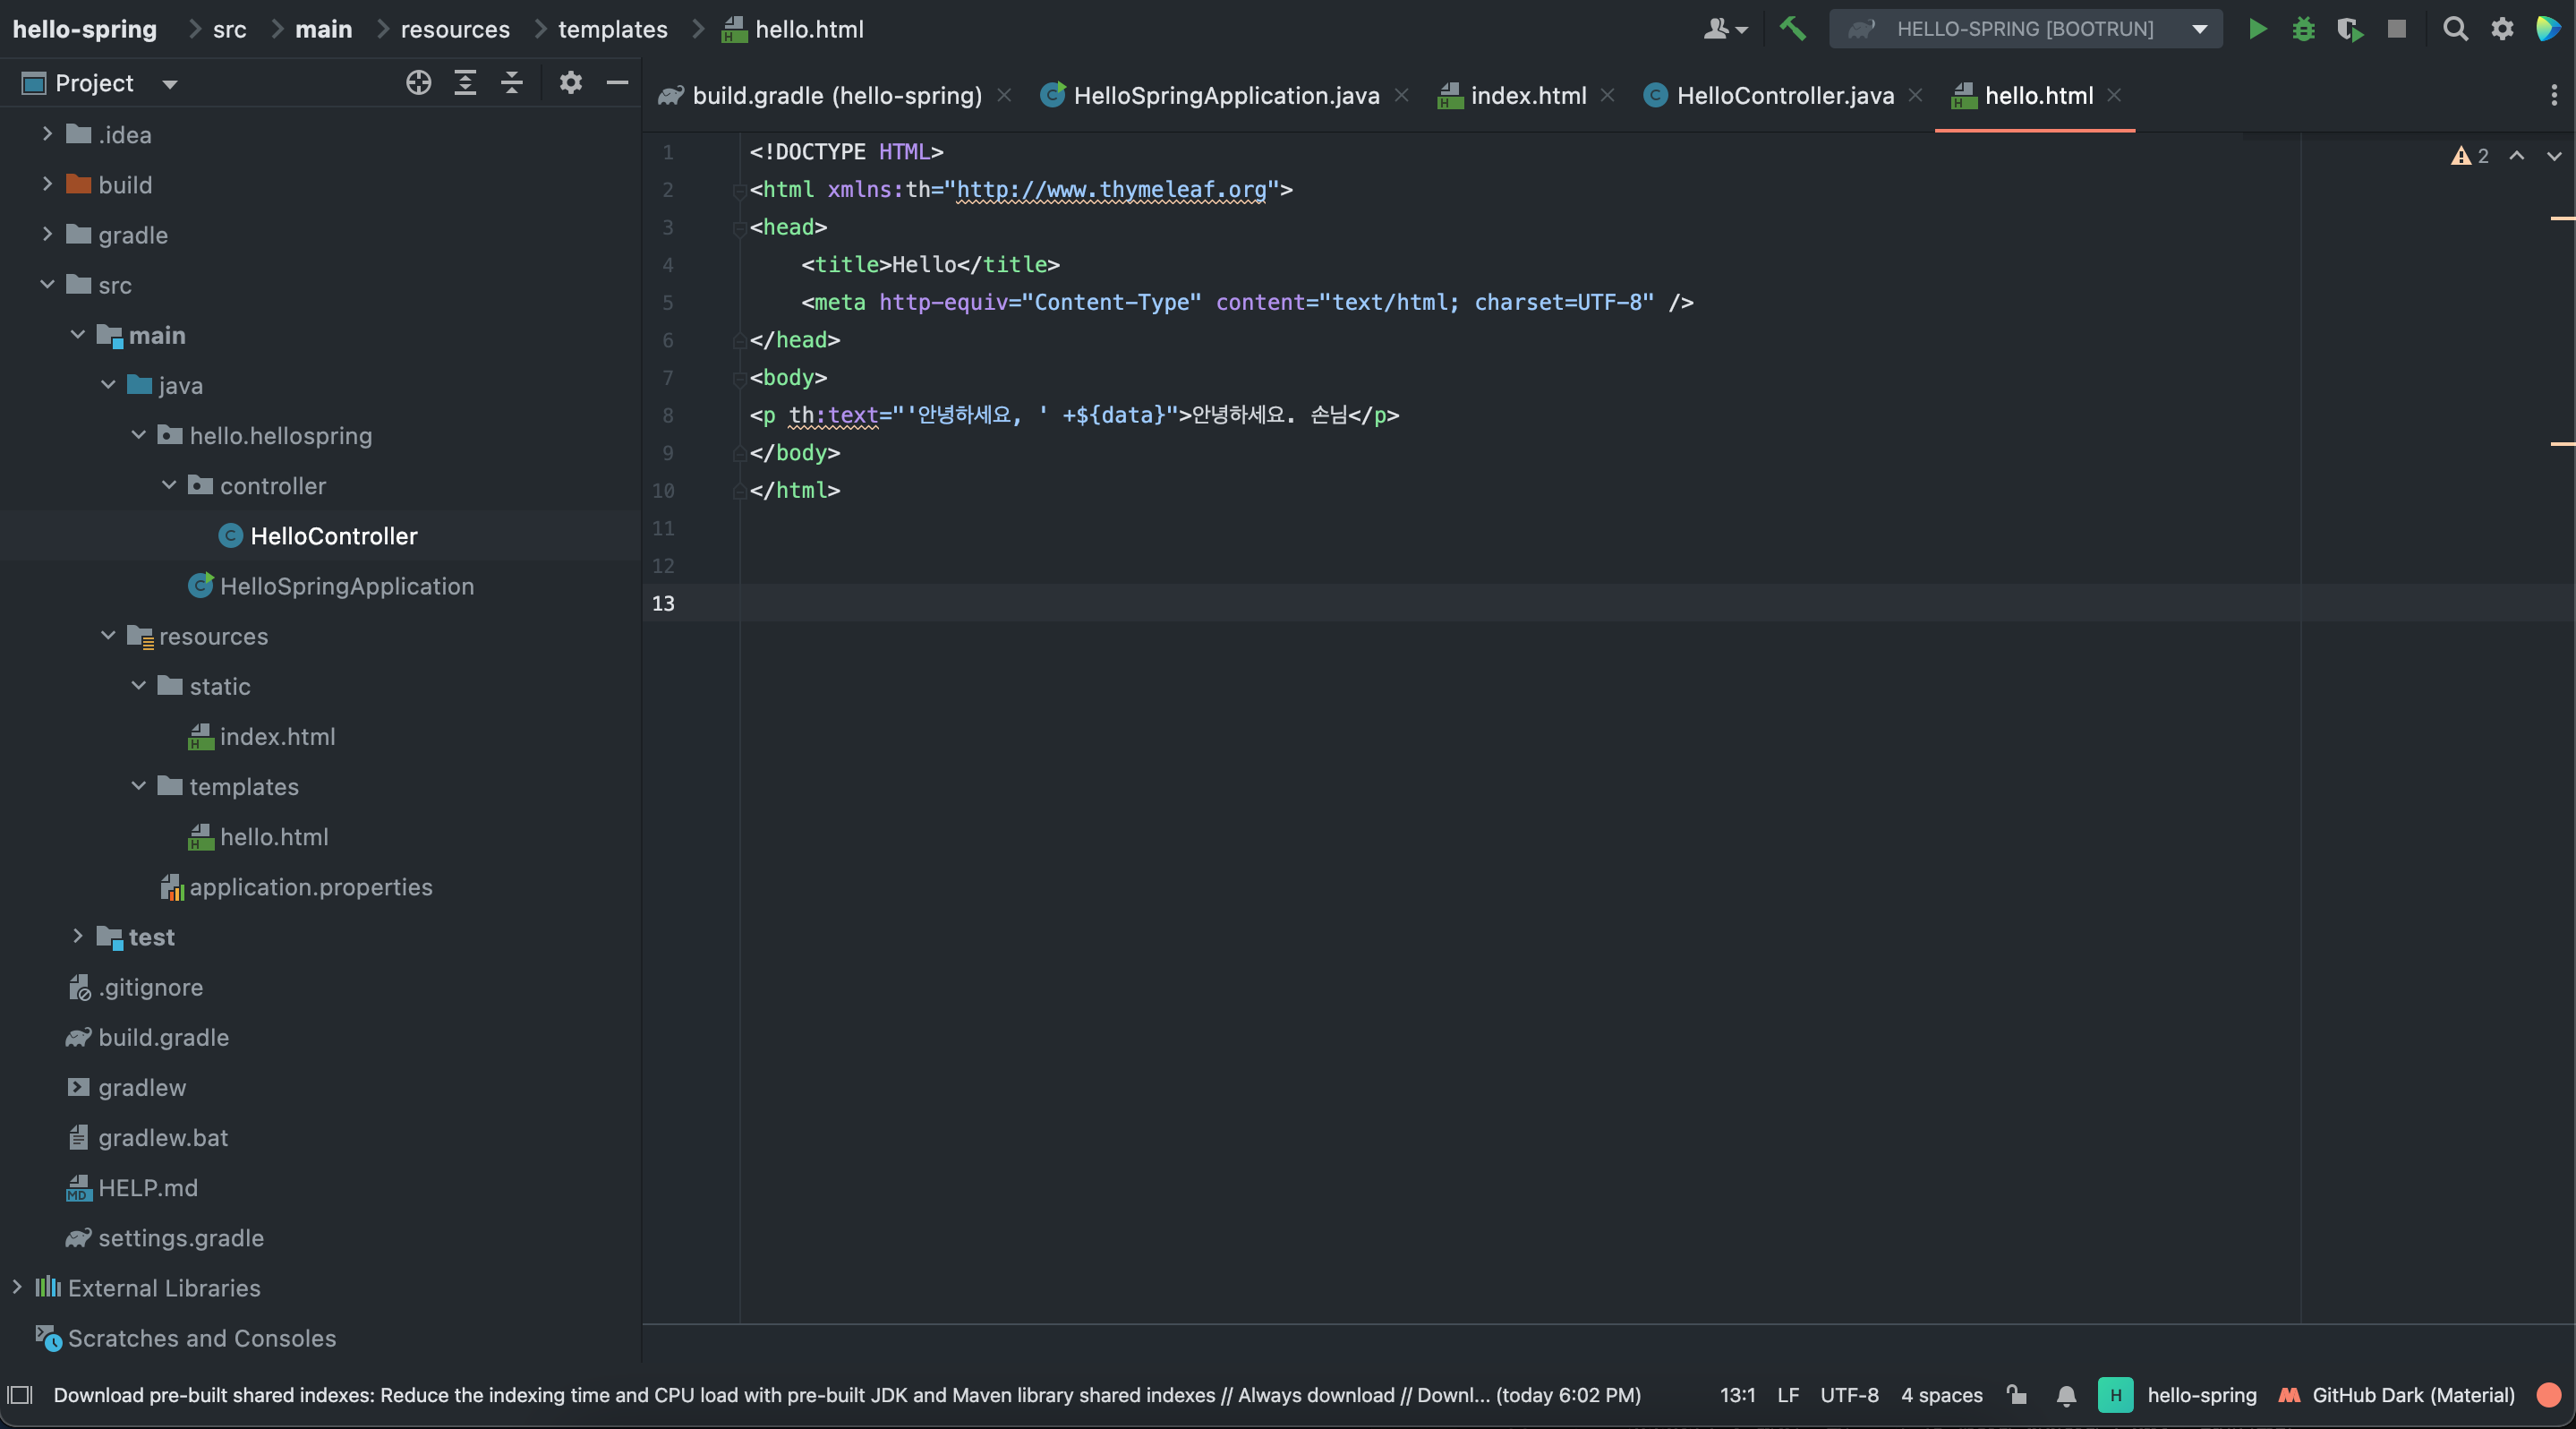 hello-spring src main resources templates hello.html HELLO-SPRING [BOOTRUN]
Project
build.gradle (hello-spring) HelloSpringApplication.java index.html HelloController.java hello.html
.idea
build
gradle
src
main
java
hello.hellospring
controller
HelloController
HelloSpringApplication
resources
static
index.html
templates
hello.html
application.properties
test
.gitignore
build.gradle
gradlew
gradlew.bat
HELP.md
settings.gradle
External Libraries
Scratches and Consoles
2
1 <!DOCTYPE HTML>
2 <html xmlns:th="http://www.thymeleaf.org">
3 <head>
4 <title>Hello</title>
5 <meta http-equiv="Content-Type" content="text/html; charset=UTF-8" />
6 </head>
7 <body>
8 <p th:text="'안녕하세요, ' +${data}">안녕하세요. 손님</p>
9 </body>
10 </html>
11
12
13
Download pre-built shared indexes: Reduce the indexing time and CPU load with pre-built JDK and Maven library shared indexes // Always download // Downl... (today 6:02 PM) 13:1 LF UTF-8 4 spaces H hello-spring GitHub Dark (Material)